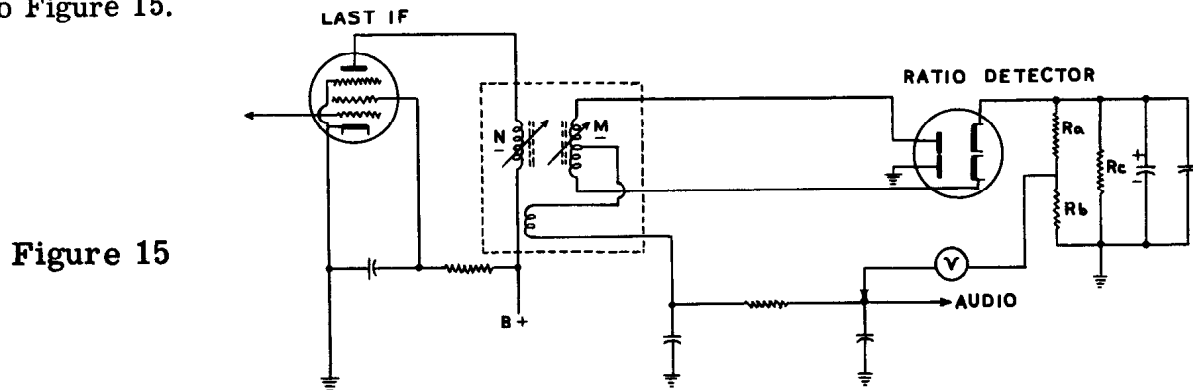 o Figure 15.
LAST IF
RATIO DETECTOR
N
M
Ra
Rc
+
-
Rb
Figure 15
V
AUDIO
B +